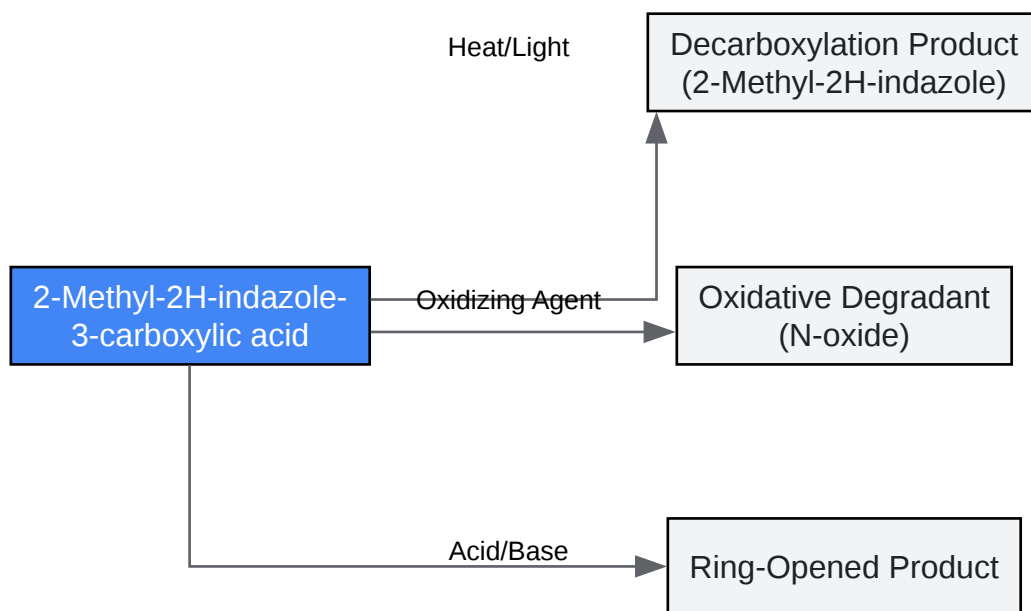 Heat/Light
Decarboxylation Product
(2-Methyl-2H-indazole)
2-Methyl-2H-indazole-
3-carboxylic acid
Oxidizing Agent
Oxidative Degradant
(N-oxide)
Acid/Base
Ring-Opened Product